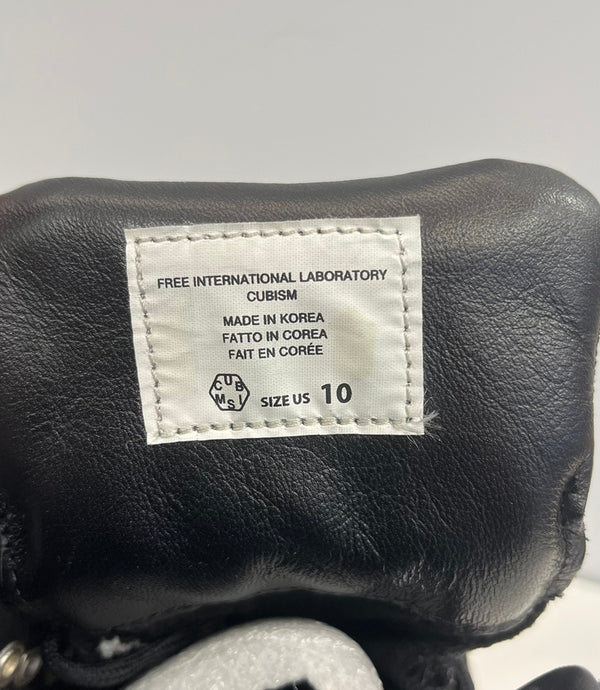 FREE INTERNATIONAL LABORATORY
CUBISM
MADE IN KOREA
FATTO IN COREA
FAIT EN CORÉE
CUB
MSI
SIZE US 10